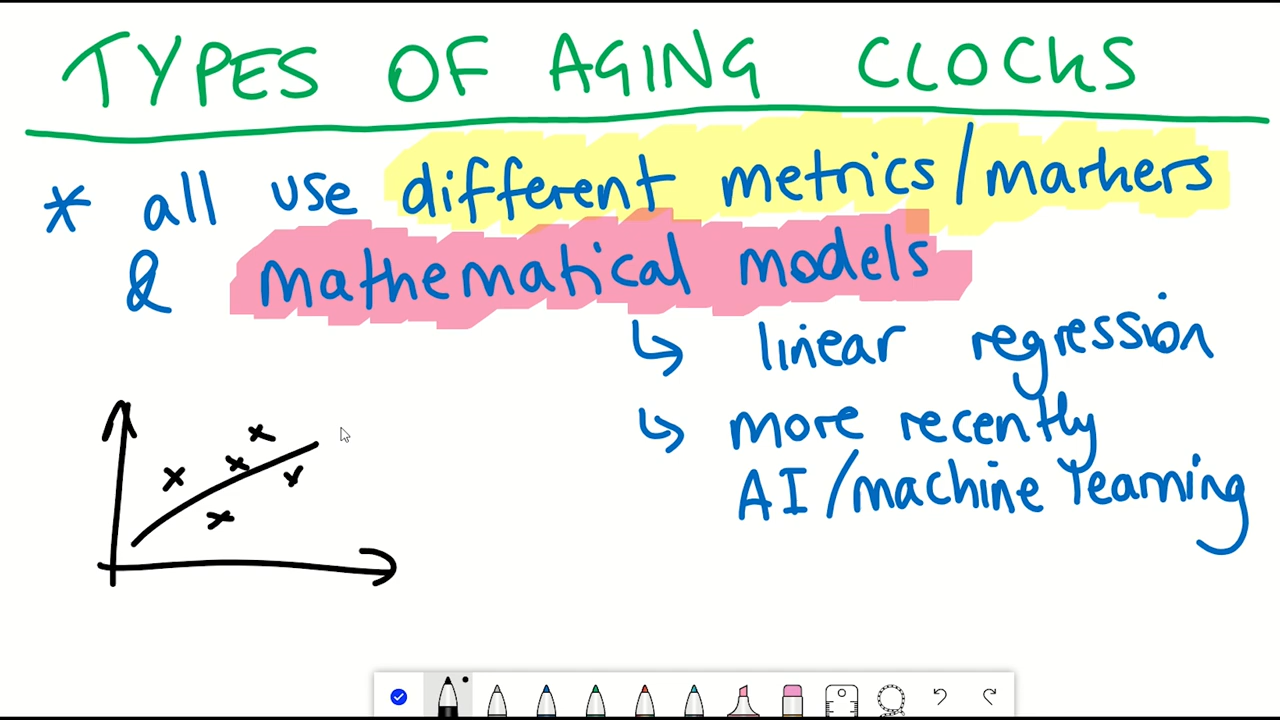 TYPES OF AGING CLOCKS
* all use different metrics/markers
& mathematical models
↳ linear regression
↳ more recently
AI/machine learning